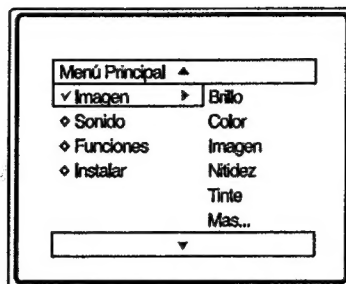 Menú Principal ▲
✓ Imagen ▶ Brillo
◇ Sonido Color
◇ Funciones Imagen
◇ Instalar Nitidez
Tinte
Mas...
▼